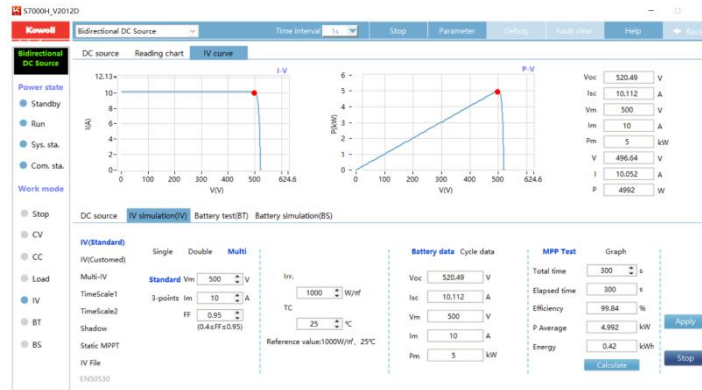 S7000H_V2012D
Kewell Bidirectional DC Source Time interval 1s Stop Parameter Debug Fault clear Help Back
Bidirectional DC Source
DC source Reading chart IV curve
Power state
Standby
Run
Sys. sta.
Com. sta.
Work mode
Stop
CV
CC
Load
IV
BT
BS
I-V
I(A)
12.13
10
8
6
4
2
0 100 200 300 400 500 624.6
V(V)
P-V
P(kW)
6
5
4
3
2
1
0
0 100 200 300 400 500 624.6
V(V)
Voc 520.49 V
Isc 10.112 A
Vm 500 V
Im 10 A
Pm 5 kW
V 496.64 V
I 10.052 A
P 4992 W
DC source IV simulation(IV) Battery test(BT) Battery simulation(BS)
IV(Standard)
IV(Customed)
Multi-IV
TimeScale1
TimeScale2
Shadow
Static MPPT
IV File
EN50530
Single Double Multi
Standard Vm 500 V
3-points Im 10 A
FF 0.95
(0.4≤FF≤0.95)
Irr.
1000 W/㎡
TC
25 ℃
Reference value:1000W/㎡, 25℃
Battery data Cycle data
Voc 520.49 V
Isc 10.112 A
Vm 500 V
Im 10 A
Pm 5 kW
MPP Test Graph
Total time 300 s
Elapsed time 300 s
Efficiency 99.84 %
P Average 4.992 kW
Energy 0.42 kWh
Calculate
Apply
Stop